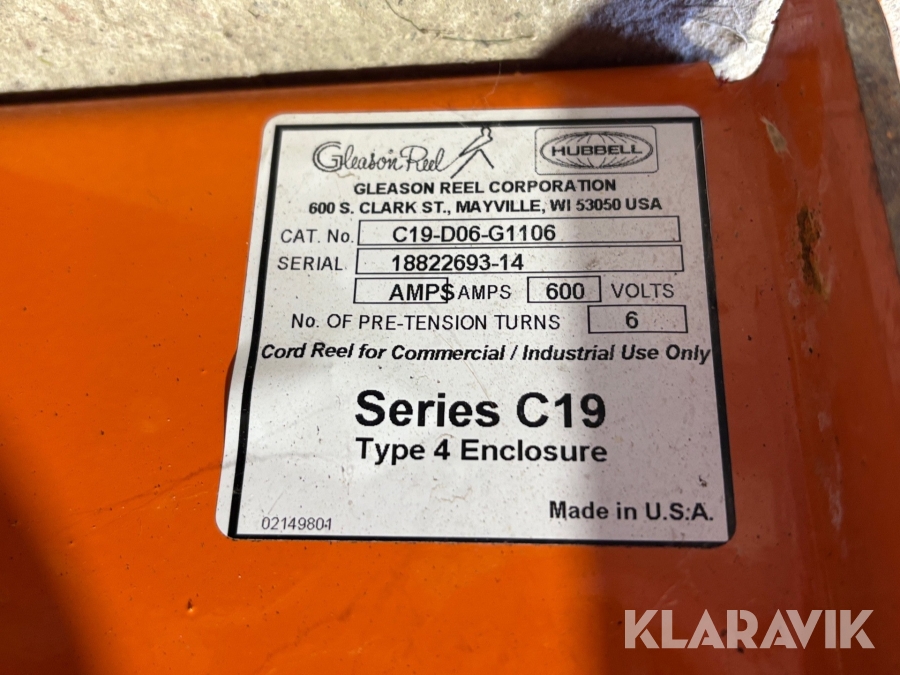 Gleason Reel HUBBELL
GLEASON REEL CORPORATION
600 S. CLARK ST., MAYVILLE, WI 53050 USA
CAT. No. C19-D06-G1106
SERIAL 18822693-14
AMPS AMPS 600 VOLTS
No. OF PRE-TENSION TURNS 6
Cord Reel for Commercial / Industrial Use Only
Series C19
Type 4 Enclosure
Made in U.S.A.
02149804
KLARAVIK